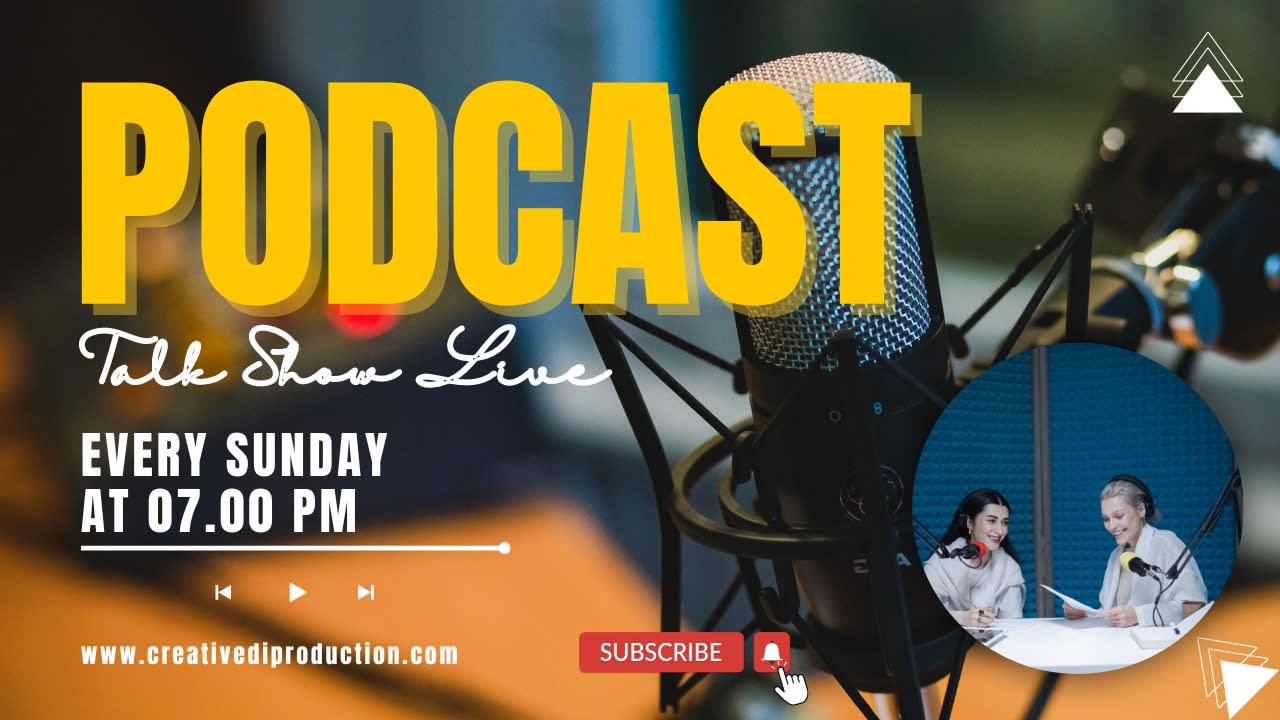 PODCAST
Talk Show Live
EVERY SUNDAY
AT 07.00 PM
www.creativediproduction.com
SUBSCRIBE